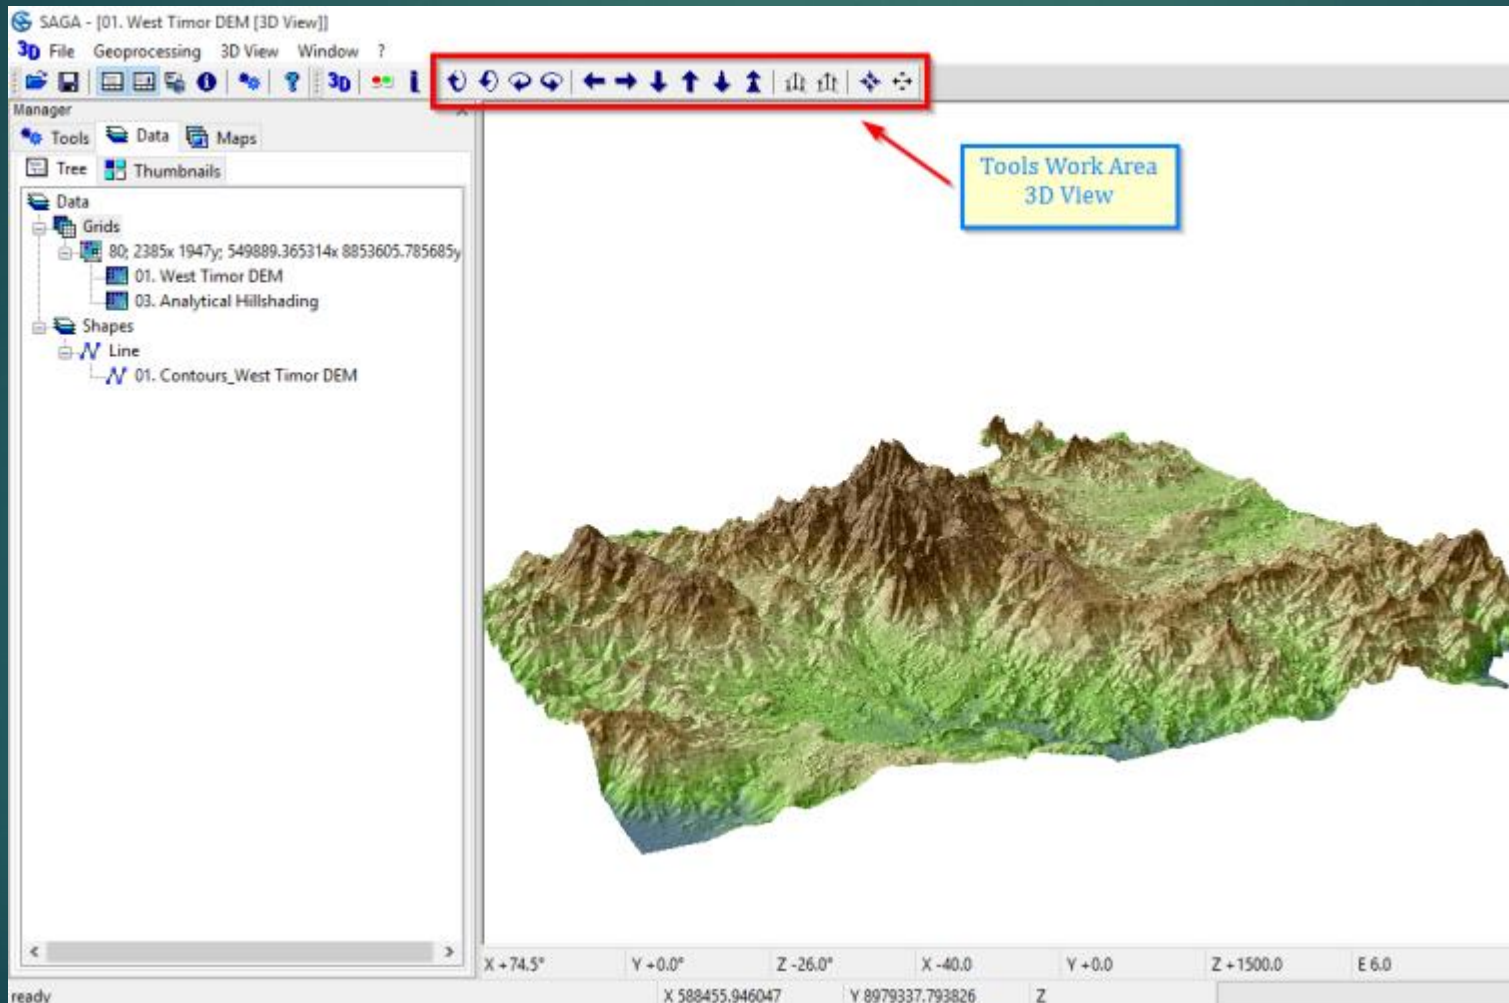 SAGA - [01. West Timor DEM [3D View]]
3D File Geoprocessing 3D View Window ?
3D
Manager
Tools Data Maps
Tree Thumbnails
Data
Grids
80; 2385x 1947y; 549889.365314x 8853605.785685y
01. West Timor DEM
03. Analytical Hillshading
Shapes
Line
01. Contours_West Timor DEM
Tools Work Area
3D View
X +74.5° Y +0.0° Z -26.0° X -40.0 Y +0.0 Z +1500.0 E 6.0
ready X 588455.946047 Y 8979337.793826 Z